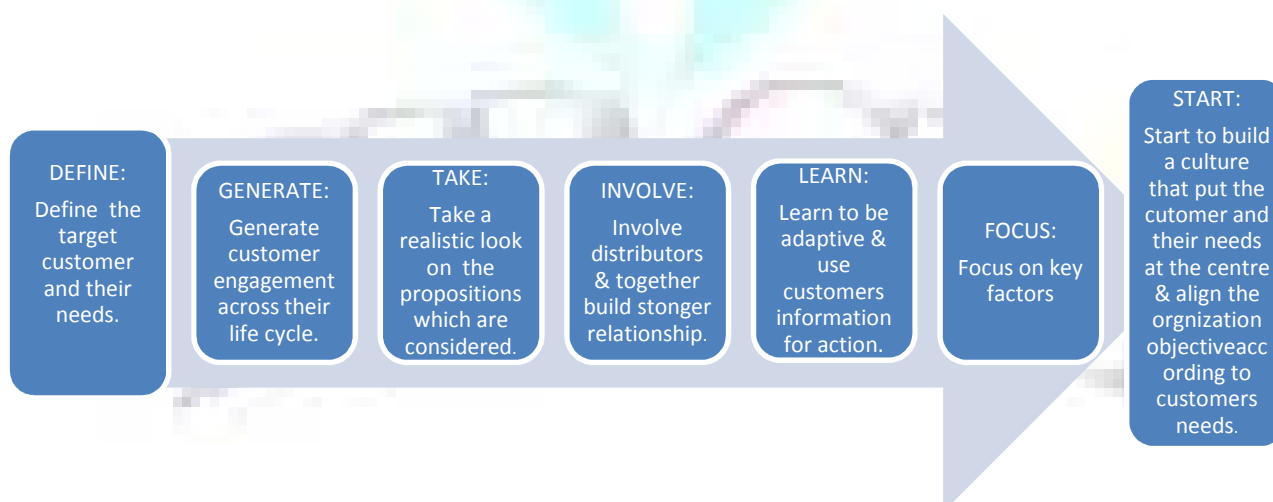 DEFINE:
Define the
target
customer
and their
needs.
GENERATE:
Generate
customer
engagement
across their
life cycle.
TAKE:
Take a
realistic look
on the
propositions
which are
considered.
INVOLVE:
Involve
distributors
& together
build stonger
relationship.
LEARN:
Learn to be
adaptive &
use
customers
information
for action.
FOCUS:
Focus on key
factors
START:
Start to build
a culture
that put the
cutomer and
their needs
at the centre
& align the
orgnization
objectiveacc
ording to
customers
needs.